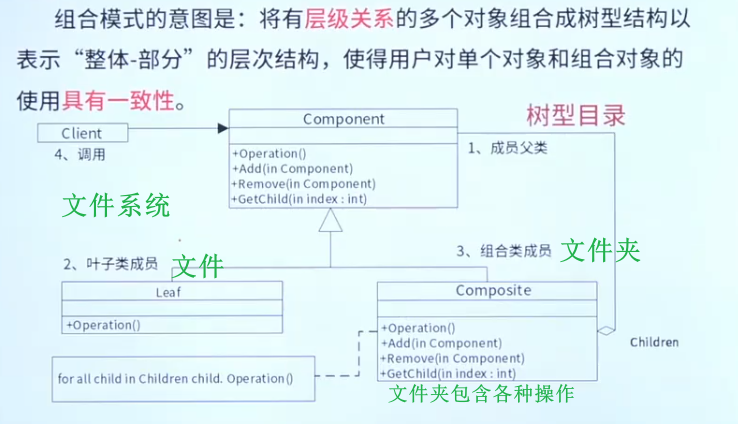 组合模式的意图是：将有层级关系的多个对象组合成树型结构以
表示“整体-部分”的层次结构，使得用户对单个对象和组合对象的
使用具有一致性。
树型目录
Client
Component
4、调用
1、成员父类
+Operation()
+Add(in Component)
+Remove(in Component)
+GetChild(in index : int)
文件系统
2、叶子类成员
文件
3、组合类成员
文件夹
Leaf
+Operation()
Composite
+Operation()
+Add(in Component)
+Remove(in Component)
+GetChild(in index : int)
Children
for all child in Children child. Operation()
文件夹包含各种操作